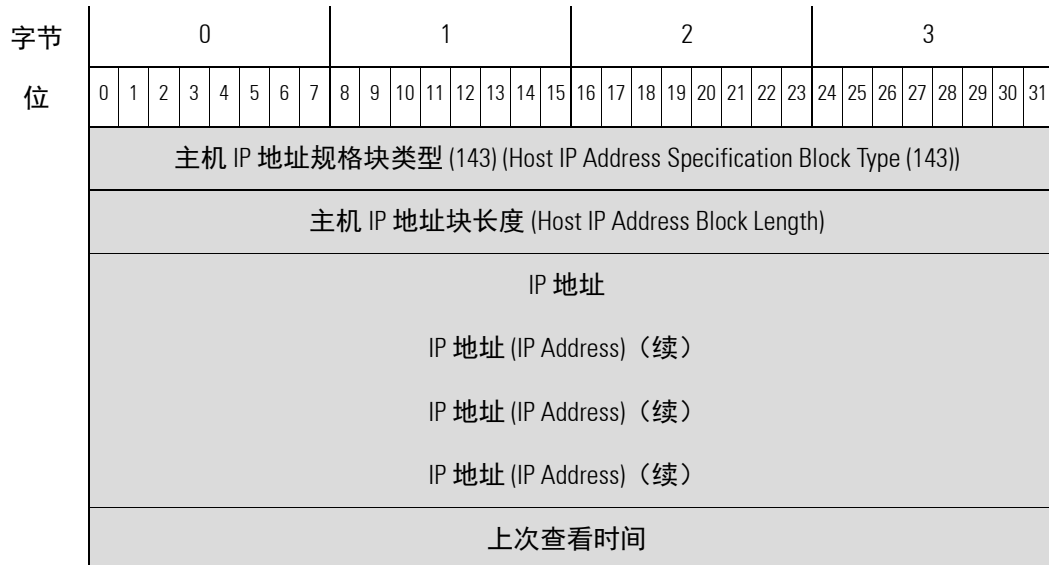 字节 0 1 2 3
位 0 1 2 3 4 5 6 7 8 9 10 11 12 13 14 15 16 17 18 19 20 21 22 23 24 25 26 27 28 29 30 31
主机 IP 地址规格块类型 (143) (Host IP Address Specification Block Type (143))
主机 IP 地址块长度 (Host IP Address Block Length)
IP 地址
IP 地址 (IP Address)（续）
IP 地址 (IP Address)（续）
IP 地址 (IP Address)（续）
上次查看时间